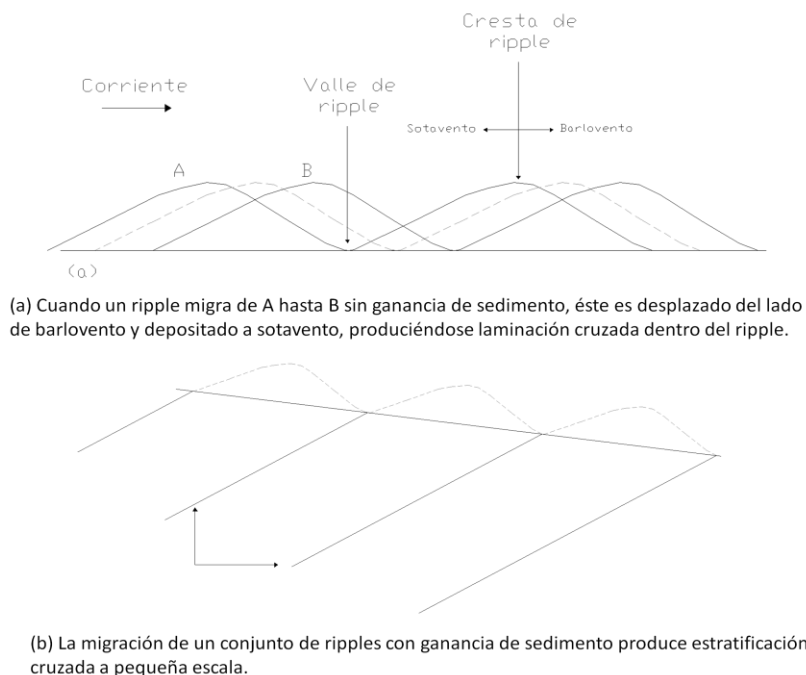 Cresta de
ripple
Corriente
Valle de
ripple
Sotavento
Barlovento
A
B
(a)
(a) Cuando un ripple migra de A hasta B sin ganancia de sedimento, éste es desplazado del lado
de barlovento y depositado a sotavento, produciéndose laminación cruzada dentro del ripple.
(b) La migración de un conjunto de ripples con ganancia de sedimento produce estratificación
cruzada a pequeña escala.